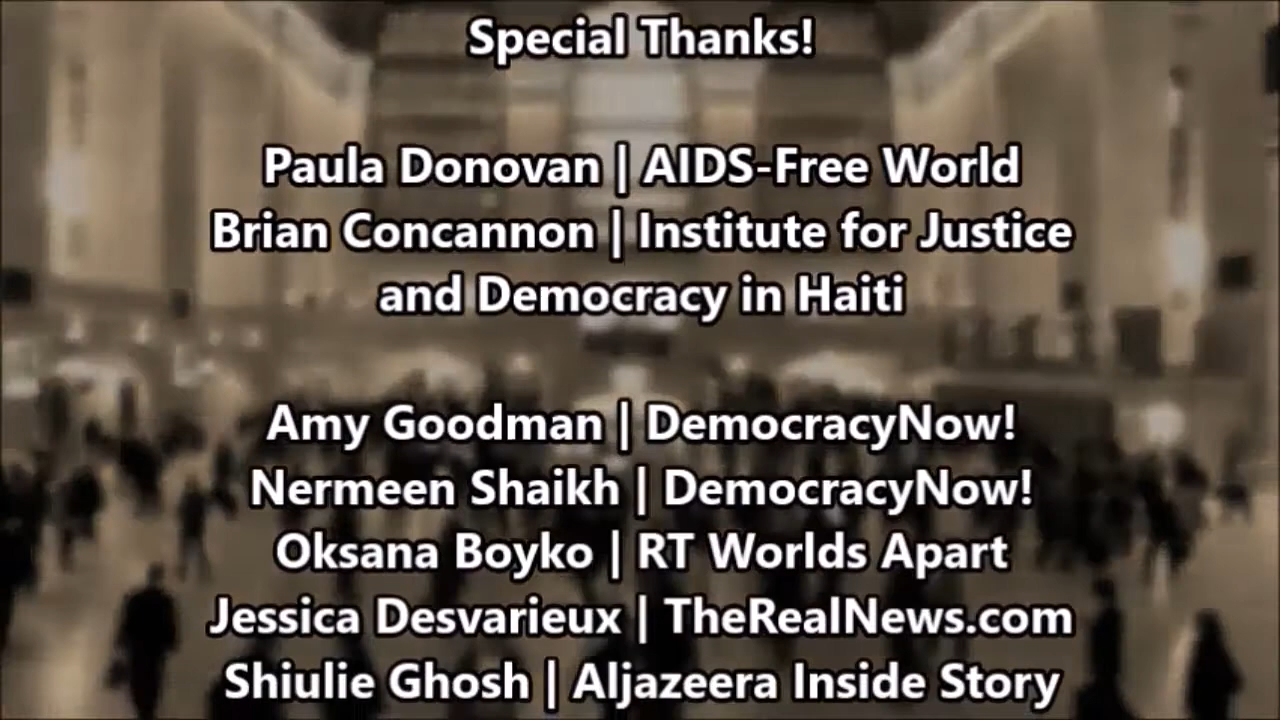 Special Thanks!
Paula Donovan | AIDS-Free World
Brian Concannon | Institute for Justice
and Democracy in Haiti
Amy Goodman | DemocracyNow!
Nermeen Shaikh | DemocracyNow!
Oksana Boyko | RT Worlds Apart
Jessica Desvarieux | TheRealNews.com
Shiulie Ghosh | Aljazeera Inside Story